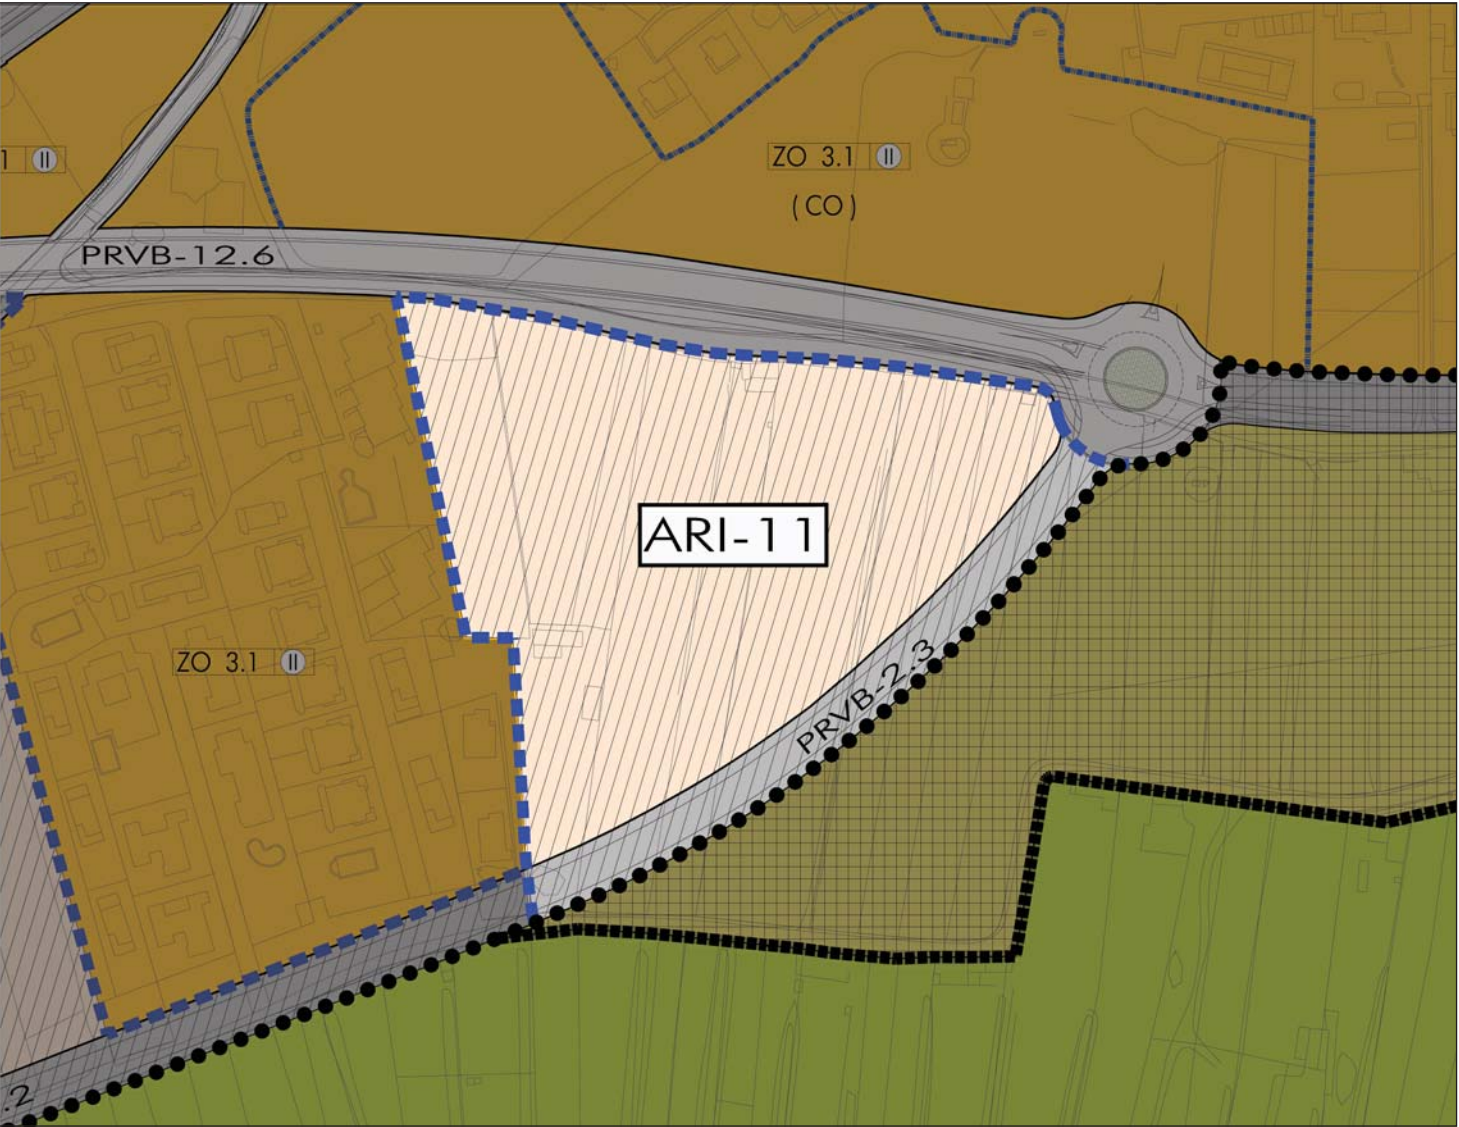 1 II
ZO 3.1 II
(CO)
PRVB-12.6
ARI-11
ZO 3.1 II
PRVB-2.3
.2